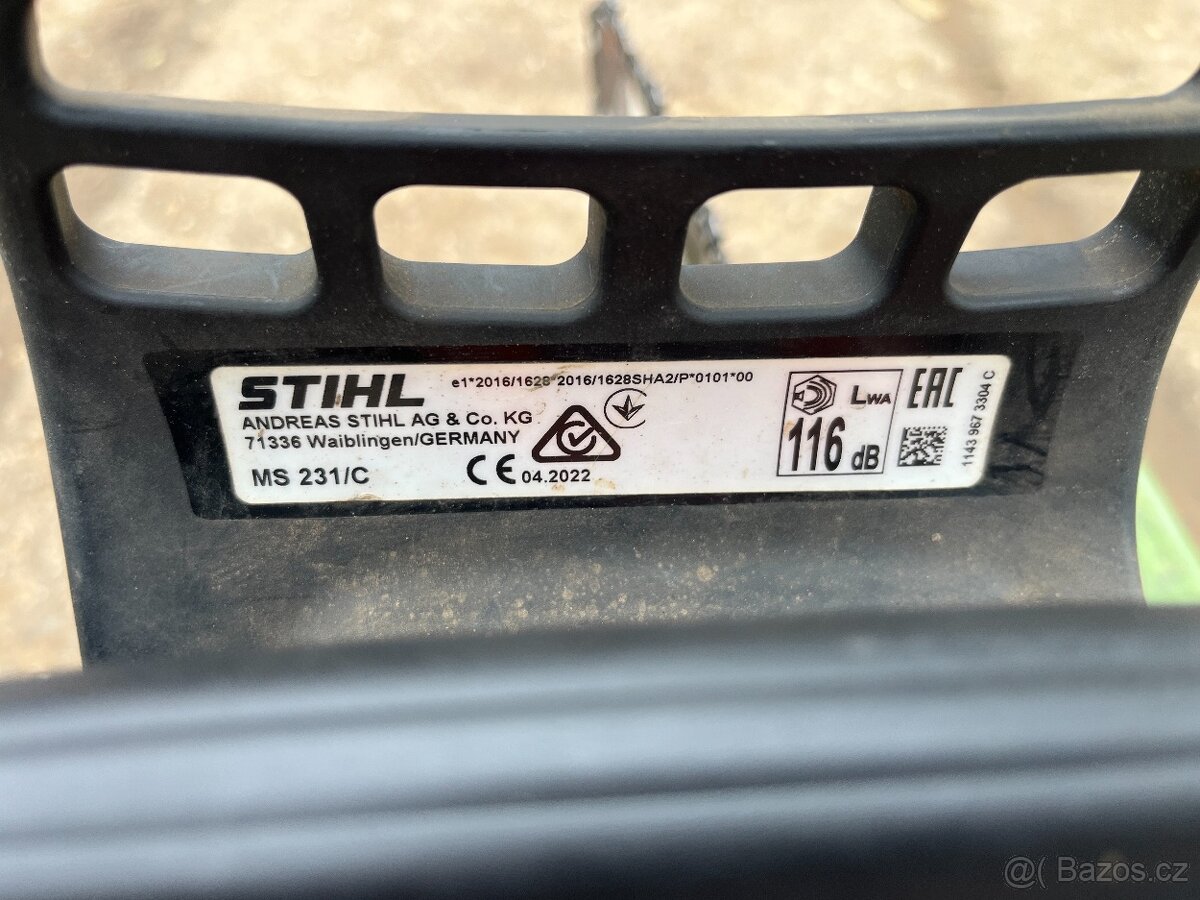 STIHL
e1*2016/1628*2016/1628SHA2/P*0101*00
ANDREAS STIHL AG & Co. KG
71336 Waiblingen/GERMANY
MS 231/C
CE 04.2022
LWA
116 dB
EAC
1143 967 3304 C
@( Bazos.cz